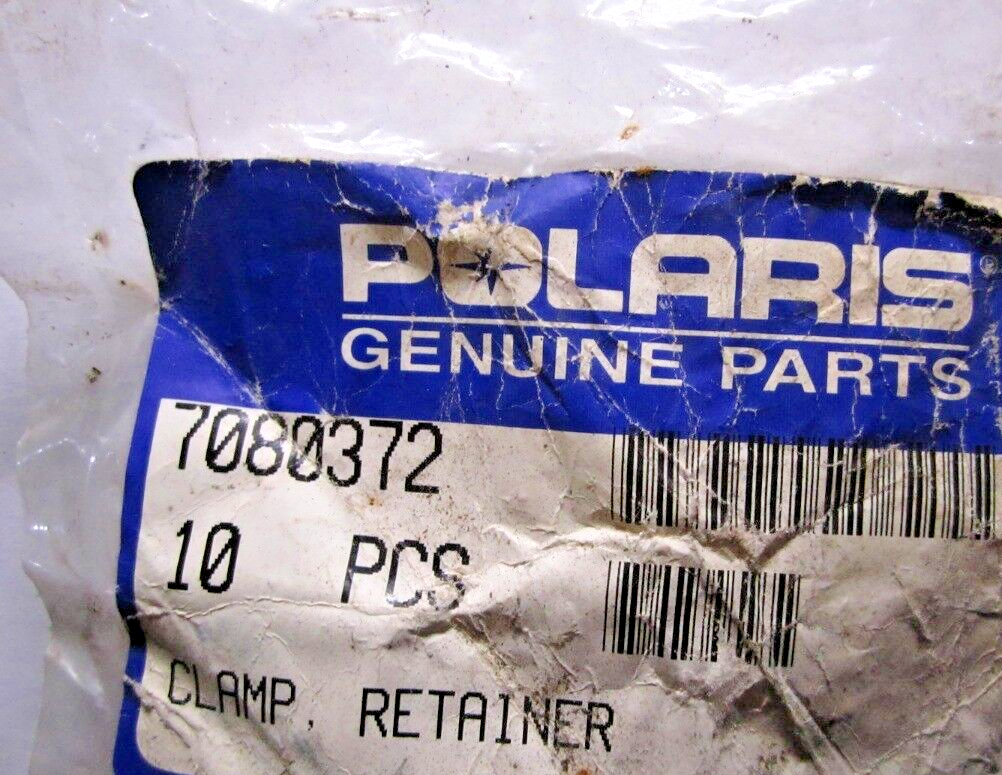 POLARIS®
GENUINE PARTS
7080372
10 PCS
CLAMP, RETAINER